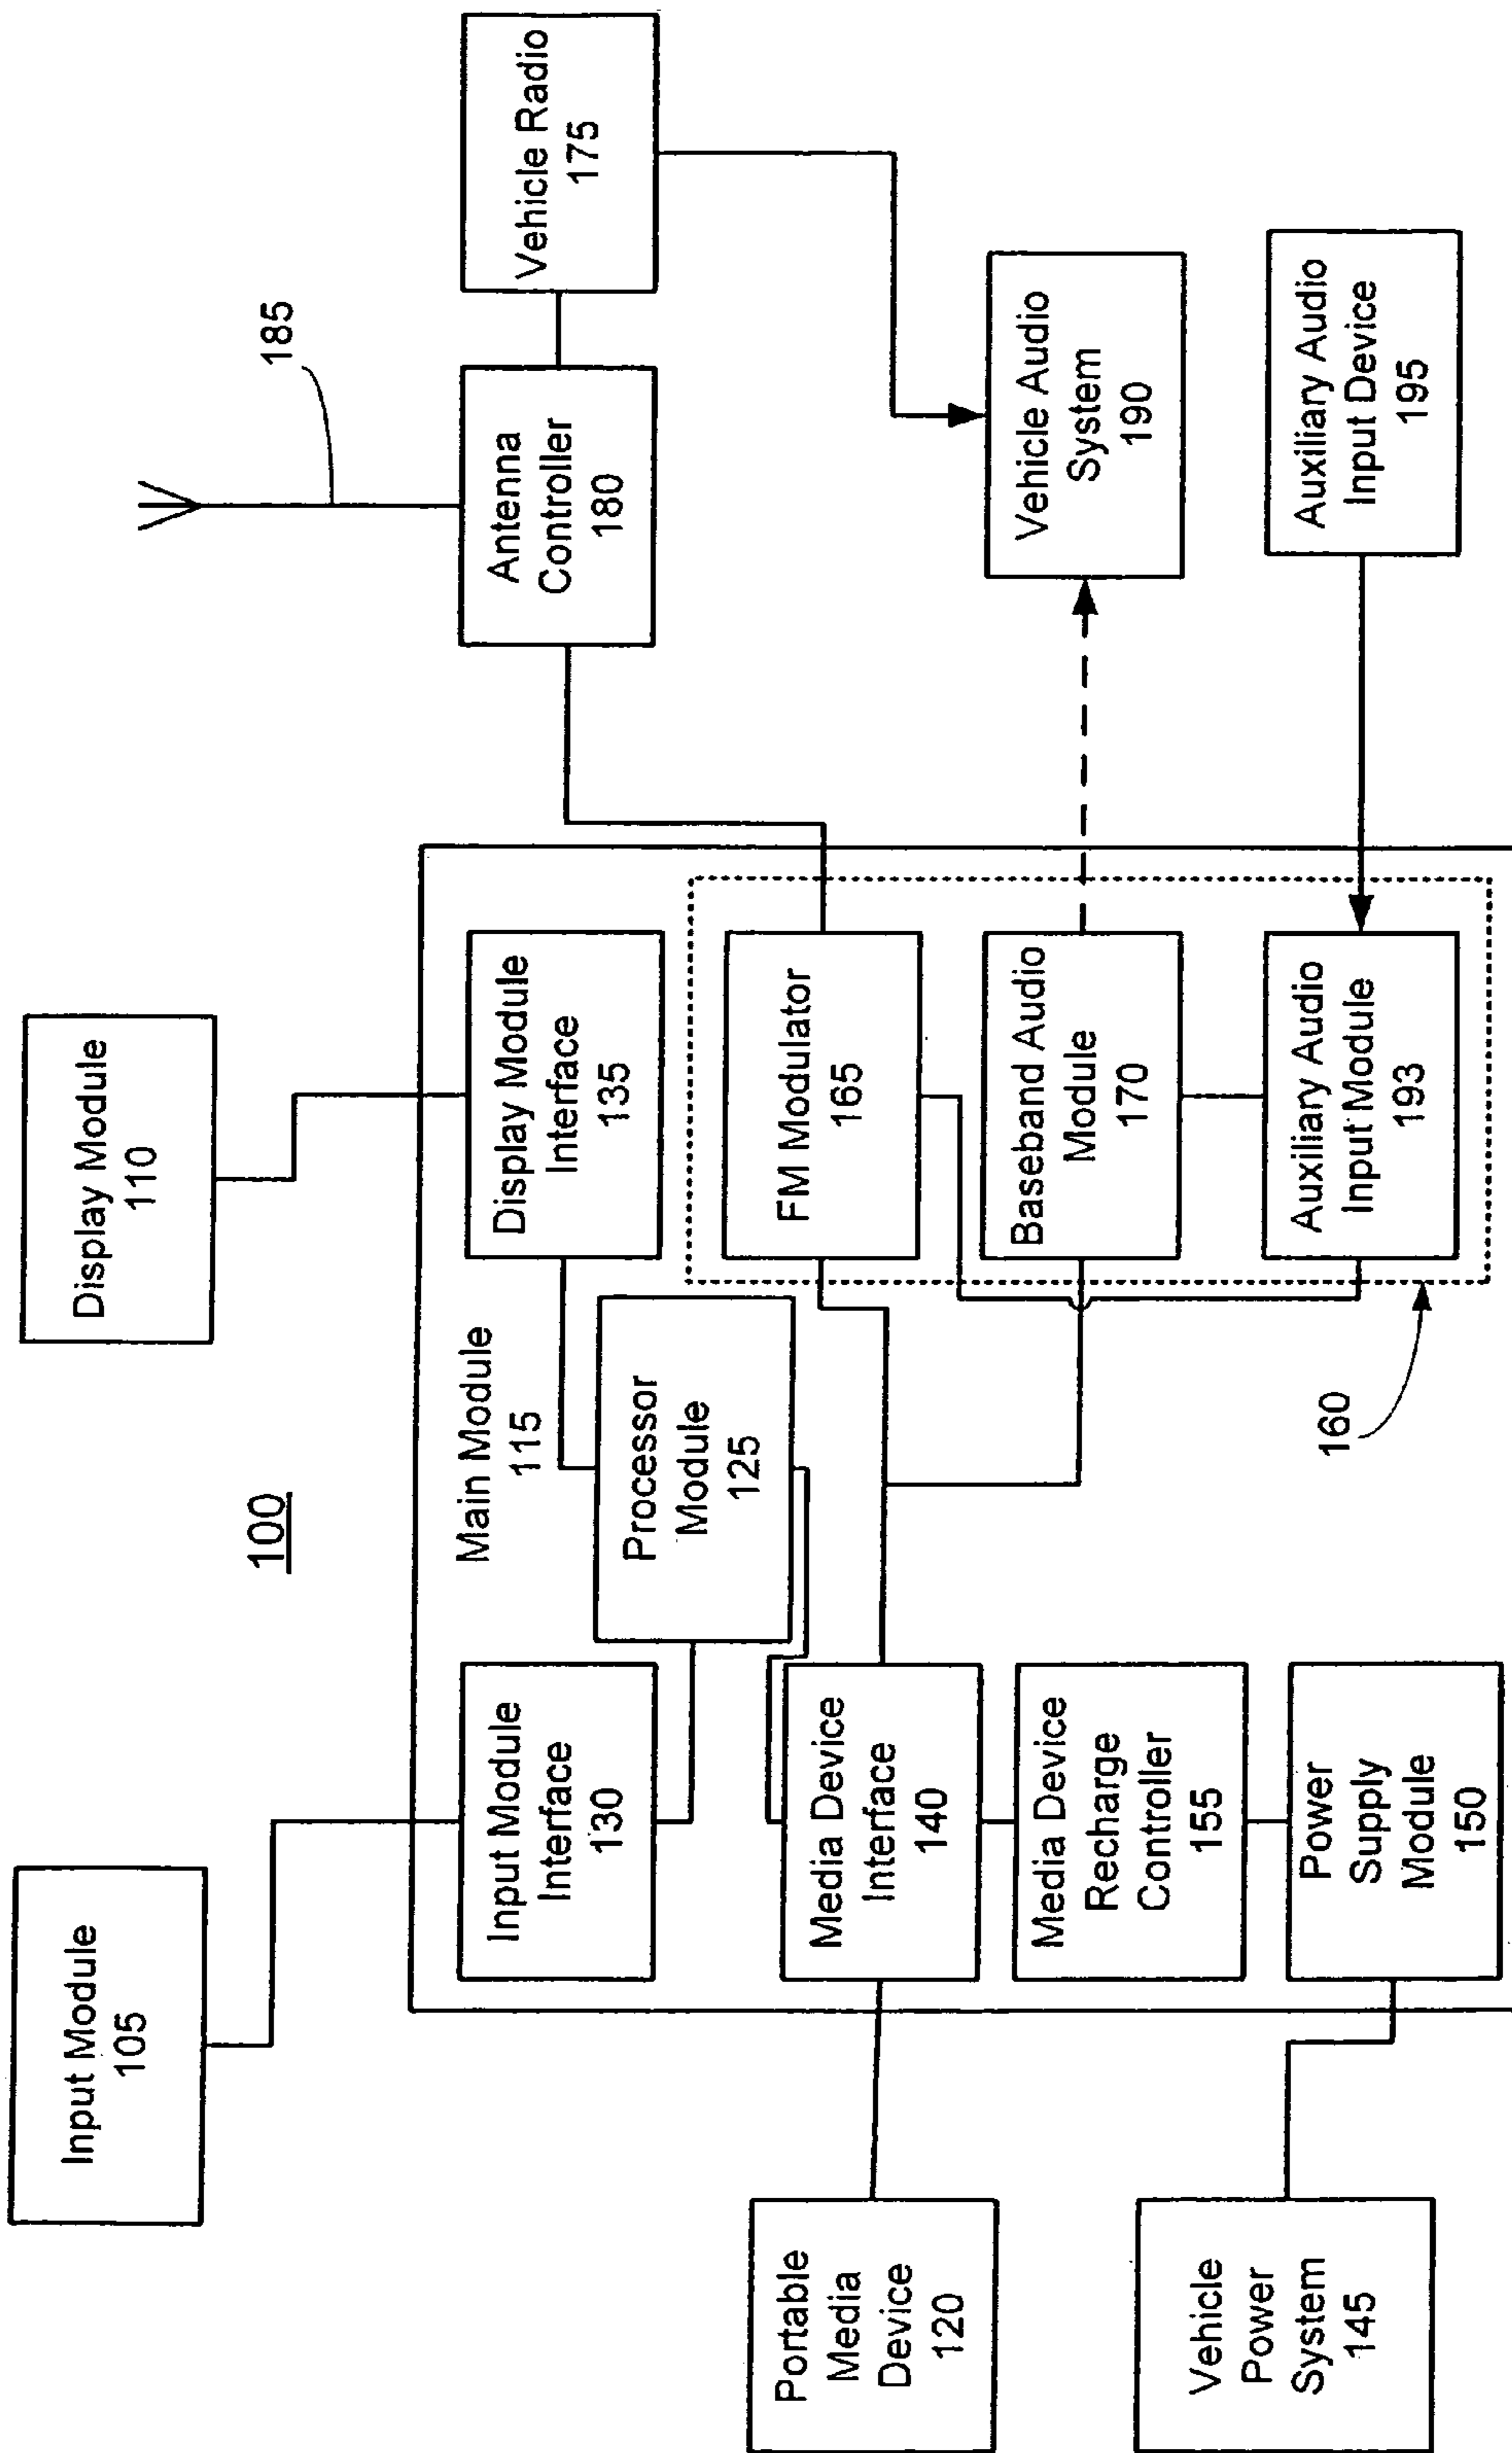 100
Input Module
105
Display Module
110
185
Main Module
115
Input Module
Interface
130
Processor
Module
125
Display Module
Interface
135
Antenna
Controller
180
Vehicle Radio
175
Portable
Media
Device
120
Media Device
Interface
140
FM Modulator
165
Media Device
Recharge
Controller
155
Baseband Audio
Module
170
Vehicle Audio
System
190
Vehicle
Power
System
145
Power
Supply
Module
150
160
Auxiliary Audio
Input Module
193
Auxiliary Audio
Input Device
195